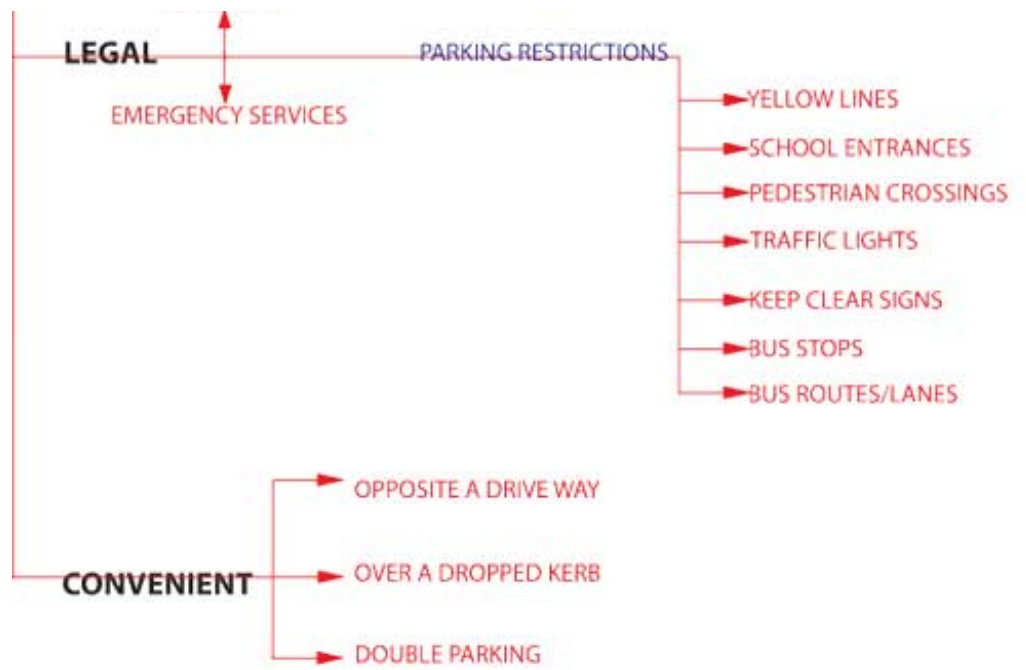 LEGAL
PARKING RESTRICTIONS
EMERGENCY SERVICES
YELLOW LINES
SCHOOL ENTRANCES
PEDESTRIAN CROSSINGS
TRAFFIC LIGHTS
KEEP CLEAR SIGNS
BUS STOPS
BUS ROUTES/LANES
OPPOSITE A DRIVE WAY
CONVENIENT
OVER A DROPPED KERB
DOUBLE PARKING